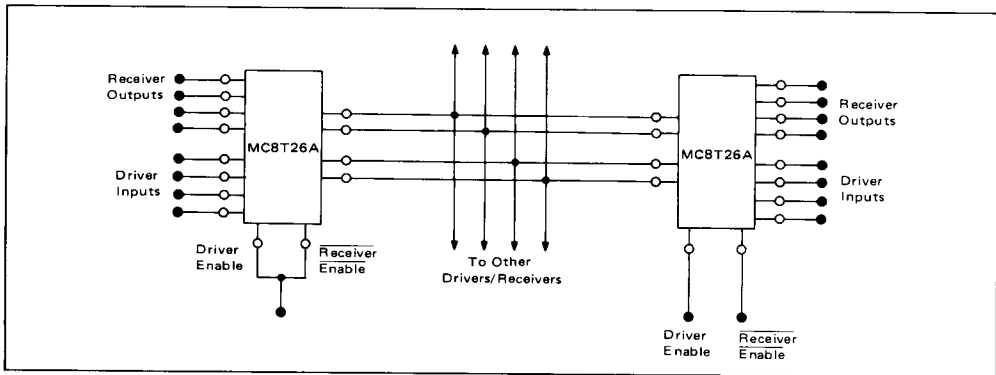 Receiver
Outputs
MC8T26A
Driver
Inputs
Driver
Enable
Receiver
Enable
To Other
Drivers/Receivers
MC8T26A
Receiver
Outputs
Driver
Inputs
Driver
Enable
Receiver
Enable